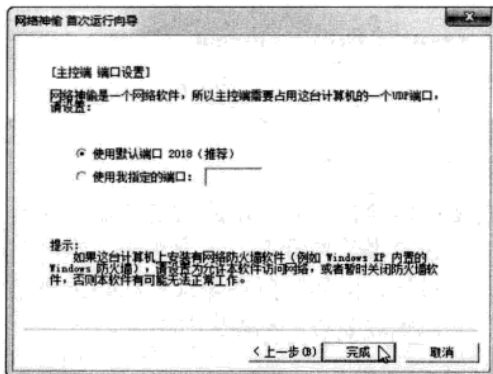 网络神偷 首次运行向导
[主控端 端口设置]
网络神偷是一个网络软件，所以主控端需要占用这台计算机的一个UDP端口，
请设置：
使用默认端口 2018（推荐）
使用我指定的端口：
提示：
如果这台计算机上安装有网络防火墙软件（例如 Windows XP 内置的
Windows 防火墙），请设置为允许本软件访问网络，或者暂时关闭防火墙软
件，否则本软件有可能无法正常工作。
<上一步(B) 完成 取消